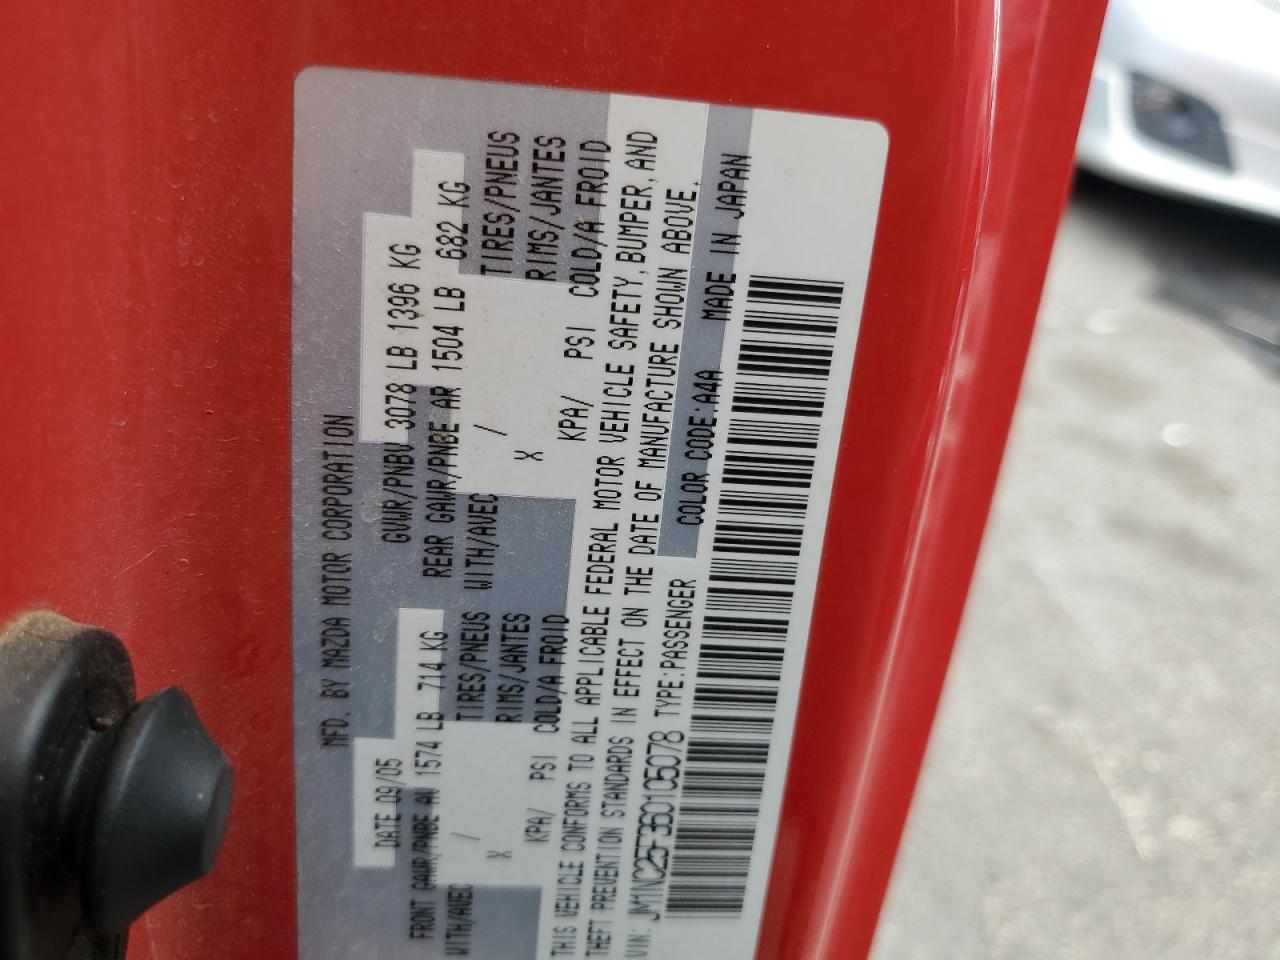 MFD. BY MAZDA MOTOR CORPORATION
DATE 09/05 GVWR/PNBV 3078 LB 1396 KG
FRONT GAWR/PNBE AV 1574 LB 714 KG REAR GAWR/PNBE AR 1504 LB 682 KG
WITH/AVEC / TIRES/PNEUS WITH/AVEC / TIRES/PNEUS
X RIMS/JANTES X RIMS/JANTES
KPA/ PSI COLD/A FROID KPA/ PSI COLD/A FROID
THIS VEHICLE CONFORMS TO ALL APPLICABLE FEDERAL MOTOR VEHICLE SAFETY, BUMPER, AND
THEFT PREVENTION STANDARDS IN EFFECT ON THE DATE OF MANUFACTURE SHOWN ABOVE.
VIN: JM1NC25F360105078 TYPE:PASSENGER COLOR CODE:A4A MADE IN JAPAN